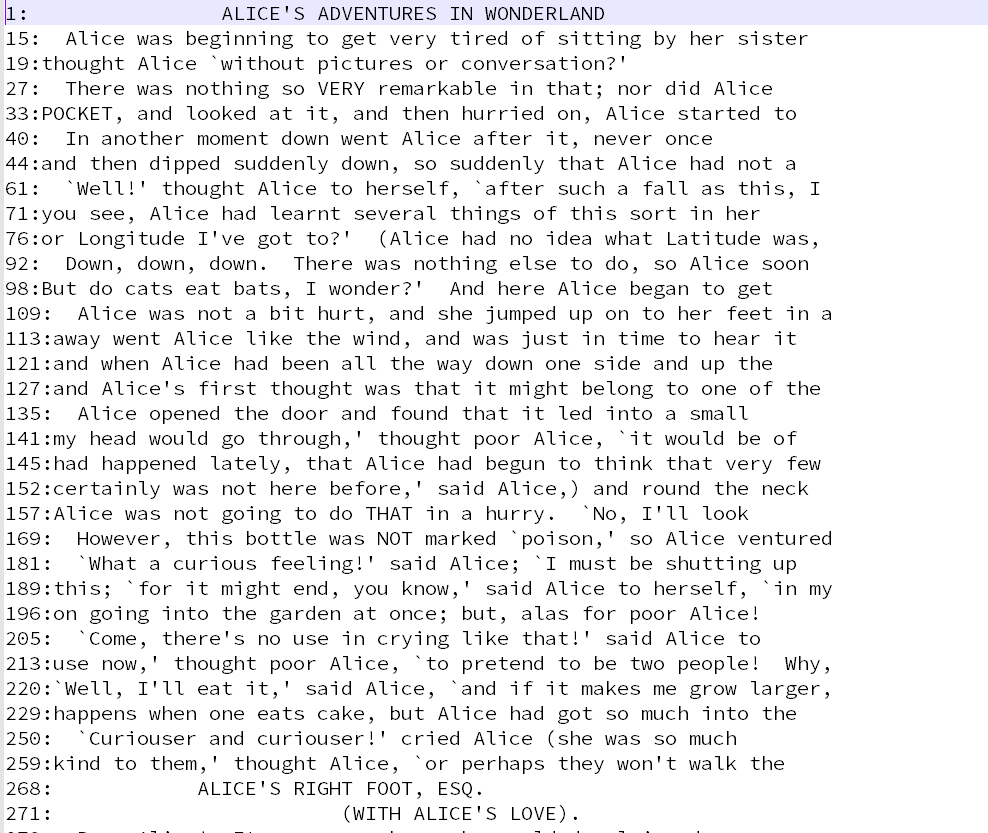 1:                ALICE'S ADVENTURES IN WONDERLAND
15:  Alice was beginning to get very tired of sitting by her sister
19:thought Alice `without pictures or conversation?'
27:  There was nothing so VERY remarkable in that; nor did Alice
33:POCKET, and looked at it, and then hurried on, Alice started to
40:  In another moment down went Alice after it, never once
44:and then dipped suddenly down, so suddenly that Alice had not a
61:  `Well!' thought Alice to herself, `after such a fall as this, I
71:you see, Alice had learnt several things of this sort in her
76:or Longitude I've got to?'  (Alice had no idea what Latitude was,
92:  Down, down, down.  There was nothing else to do, so Alice soon
98:But do cats eat bats, I wonder?'  And here Alice began to get
109:  Alice was not a bit hurt, and she jumped up on to her feet in a
113:away went Alice like the wind, and was just in time to hear it
121:and when Alice had been all the way down one side and up the
127:and Alice's first thought was that it might belong to one of the
135:  Alice opened the door and found that it led into a small
141:my head would go through,' thought poor Alice, `it would be of
145:had happened lately, that Alice had begun to think that very few
152:certainly was not here before,' said Alice,) and round the neck
157:Alice was not going to do THAT in a hurry.  `No, I'll look
169:  However, this bottle was NOT marked `poison,' so Alice ventured
181:  `What a curious feeling!' said Alice; `I must be shutting up
189:this; `for it might end, you know,' said Alice to herself, `in my
196:on going into the garden at once; but, alas for poor Alice!
205:  `Come, there's no use in crying like that!' said Alice to
213:use now,' thought poor Alice, `to pretend to be two people!  Why,
220:`Well, I'll eat it,' said Alice, `and if it makes me grow larger,
229:happens when one eats cake, but Alice had got so much into the
250:  `Curiouser and curiouser!' cried Alice (she was so much
259:kind to them,' thought Alice, `or perhaps they won't walk the
268:            ALICE'S RIGHT FOOT, ESQ.
271:                        (WITH ALICE'S LOVE).